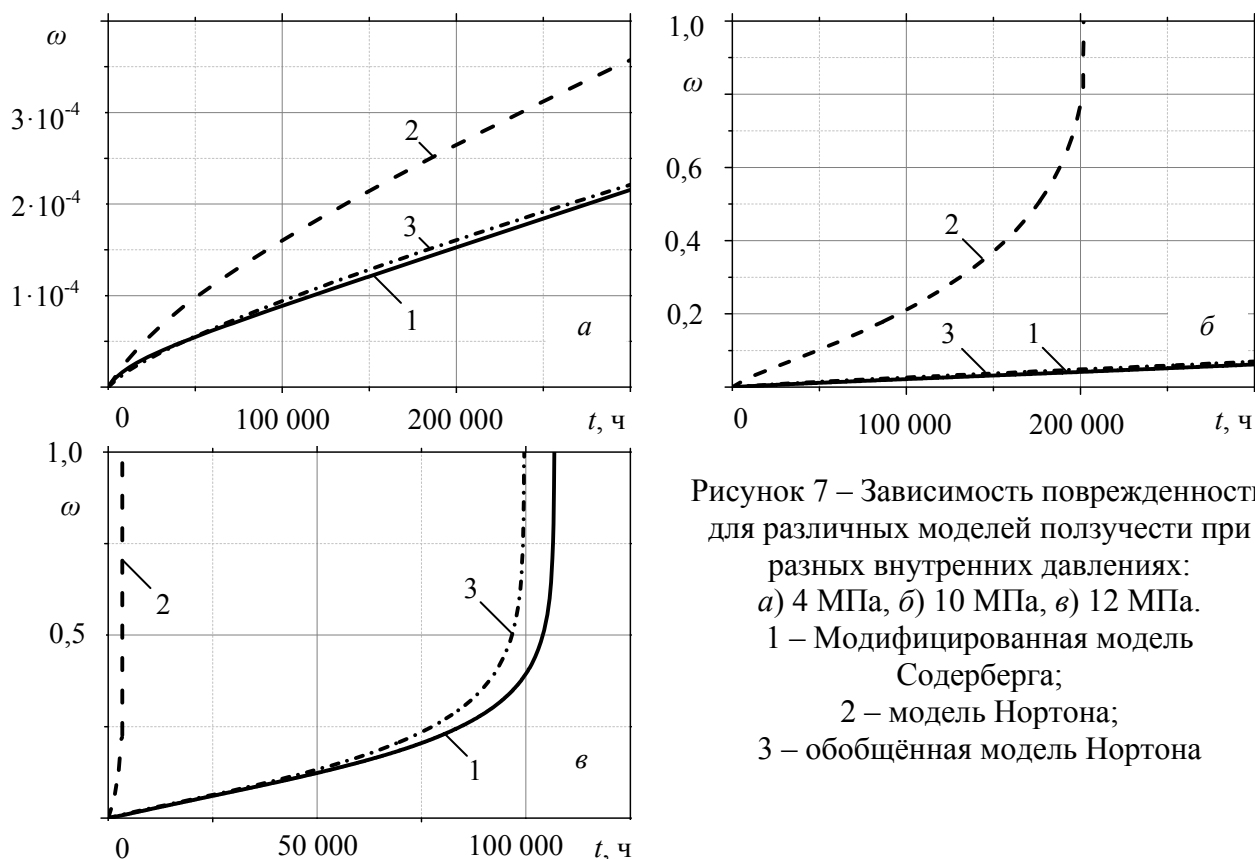 ω
3·10⁻⁴
2·10⁻⁴
1·10⁻⁴
2
3
1
а
0
100 000
200 000
t, ч
1,0
ω
0,6
0,4
0,2
2
3
1
б
0
100 000
200 000
t, ч
1,0
ω
0,5
2
3
1
в
0
50 000
100 000
t, ч
Рисунок 7 – Зависимость поврежденност
для различных моделей ползучести при
разных внутренних давлениях:
а) 4 МПа, б) 10 МПа, в) 12 МПа.
1 – Модифицированная модель
Содерберга;
2 – модель Нортона;
3 – обобщённая модель Нортона